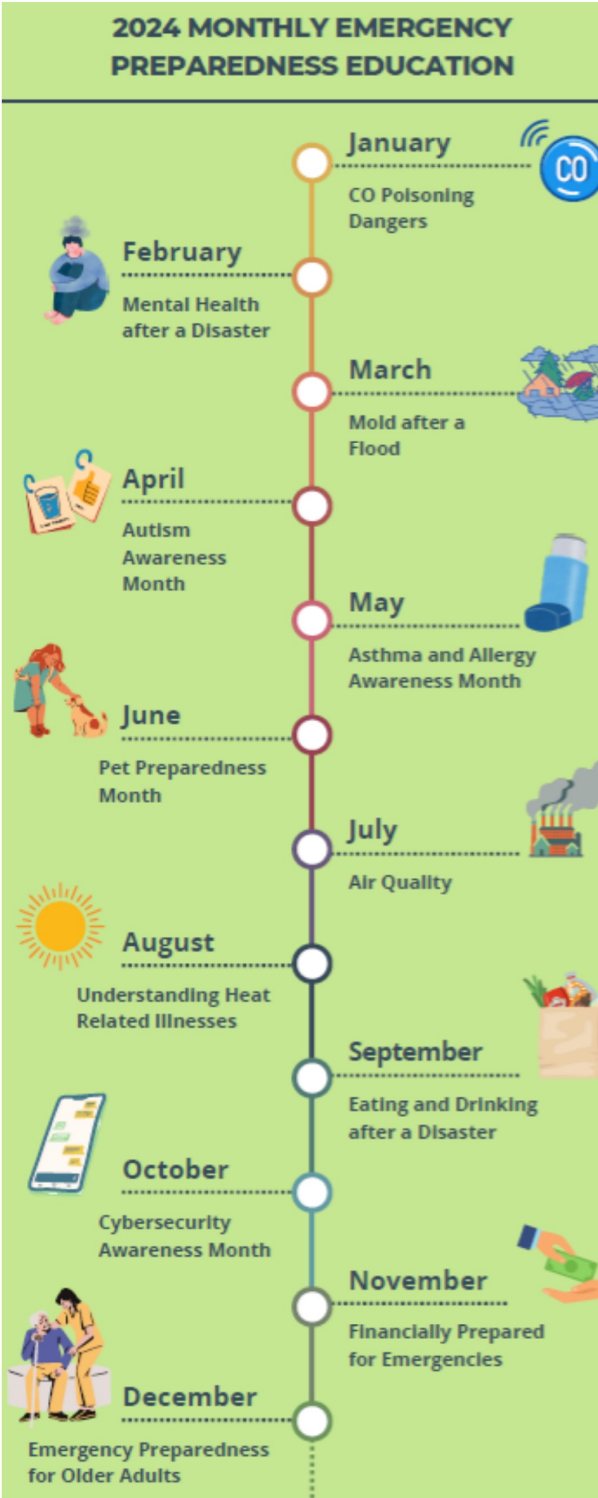 2024 MONTHLY EMERGENCY
PREPAREDNESS EDUCATION
January
CO
CO Poisoning
Dangers
February
Mental Health
after a Disaster
March
Mold after a
Flood
April
Autism
Awareness
Month
May
Asthma and Allergy
Awareness Month
June
Pet Preparedness
Month
July
Air Quality
August
Understanding Heat
Related Illnesses
September
Eating and Drinking
after a Disaster
October
Cybersecurity
Awareness Month
November
Financially Prepared
for Emergencies
December
Emergency Preparedness
for Older Adults